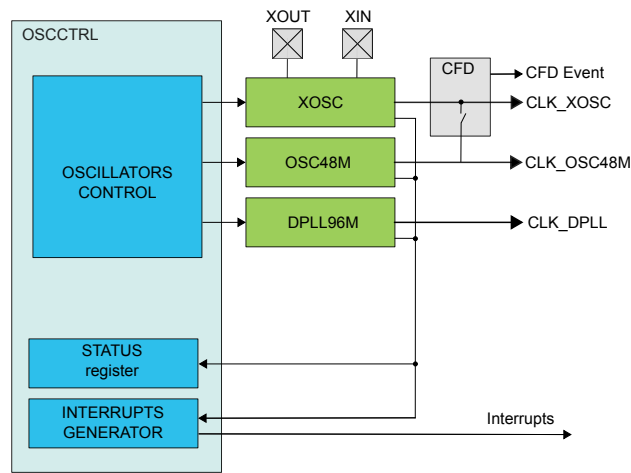 XOUT
XIN
OSCCTRL
CFD
CFD Event
XOSC
CLK_XOSC
OSCILLATORS
CONTROL
OSC48M
CLK_OSC48M
DPLL96M
CLK_DPLL
STATUS
register
INTERRUPTS
GENERATOR
Interrupts